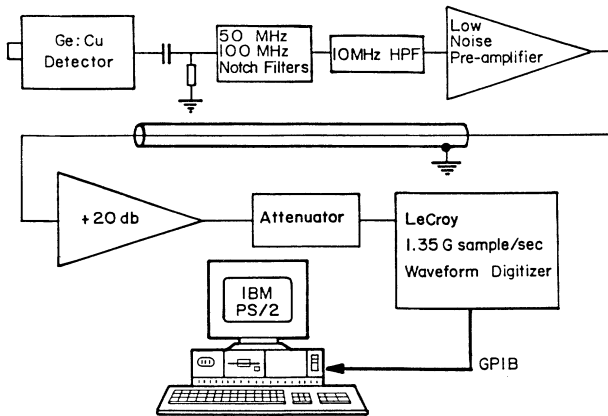 Ge:Cu
Detector
50 MHz
100 MHz
Notch Filters
10MHz HPF
Low
Noise
Pre-amplifier
+20 db
Attenuator
LeCroy
1.35 G sample/sec
Waveform Digitizer
IBM
PS/2
GPIB